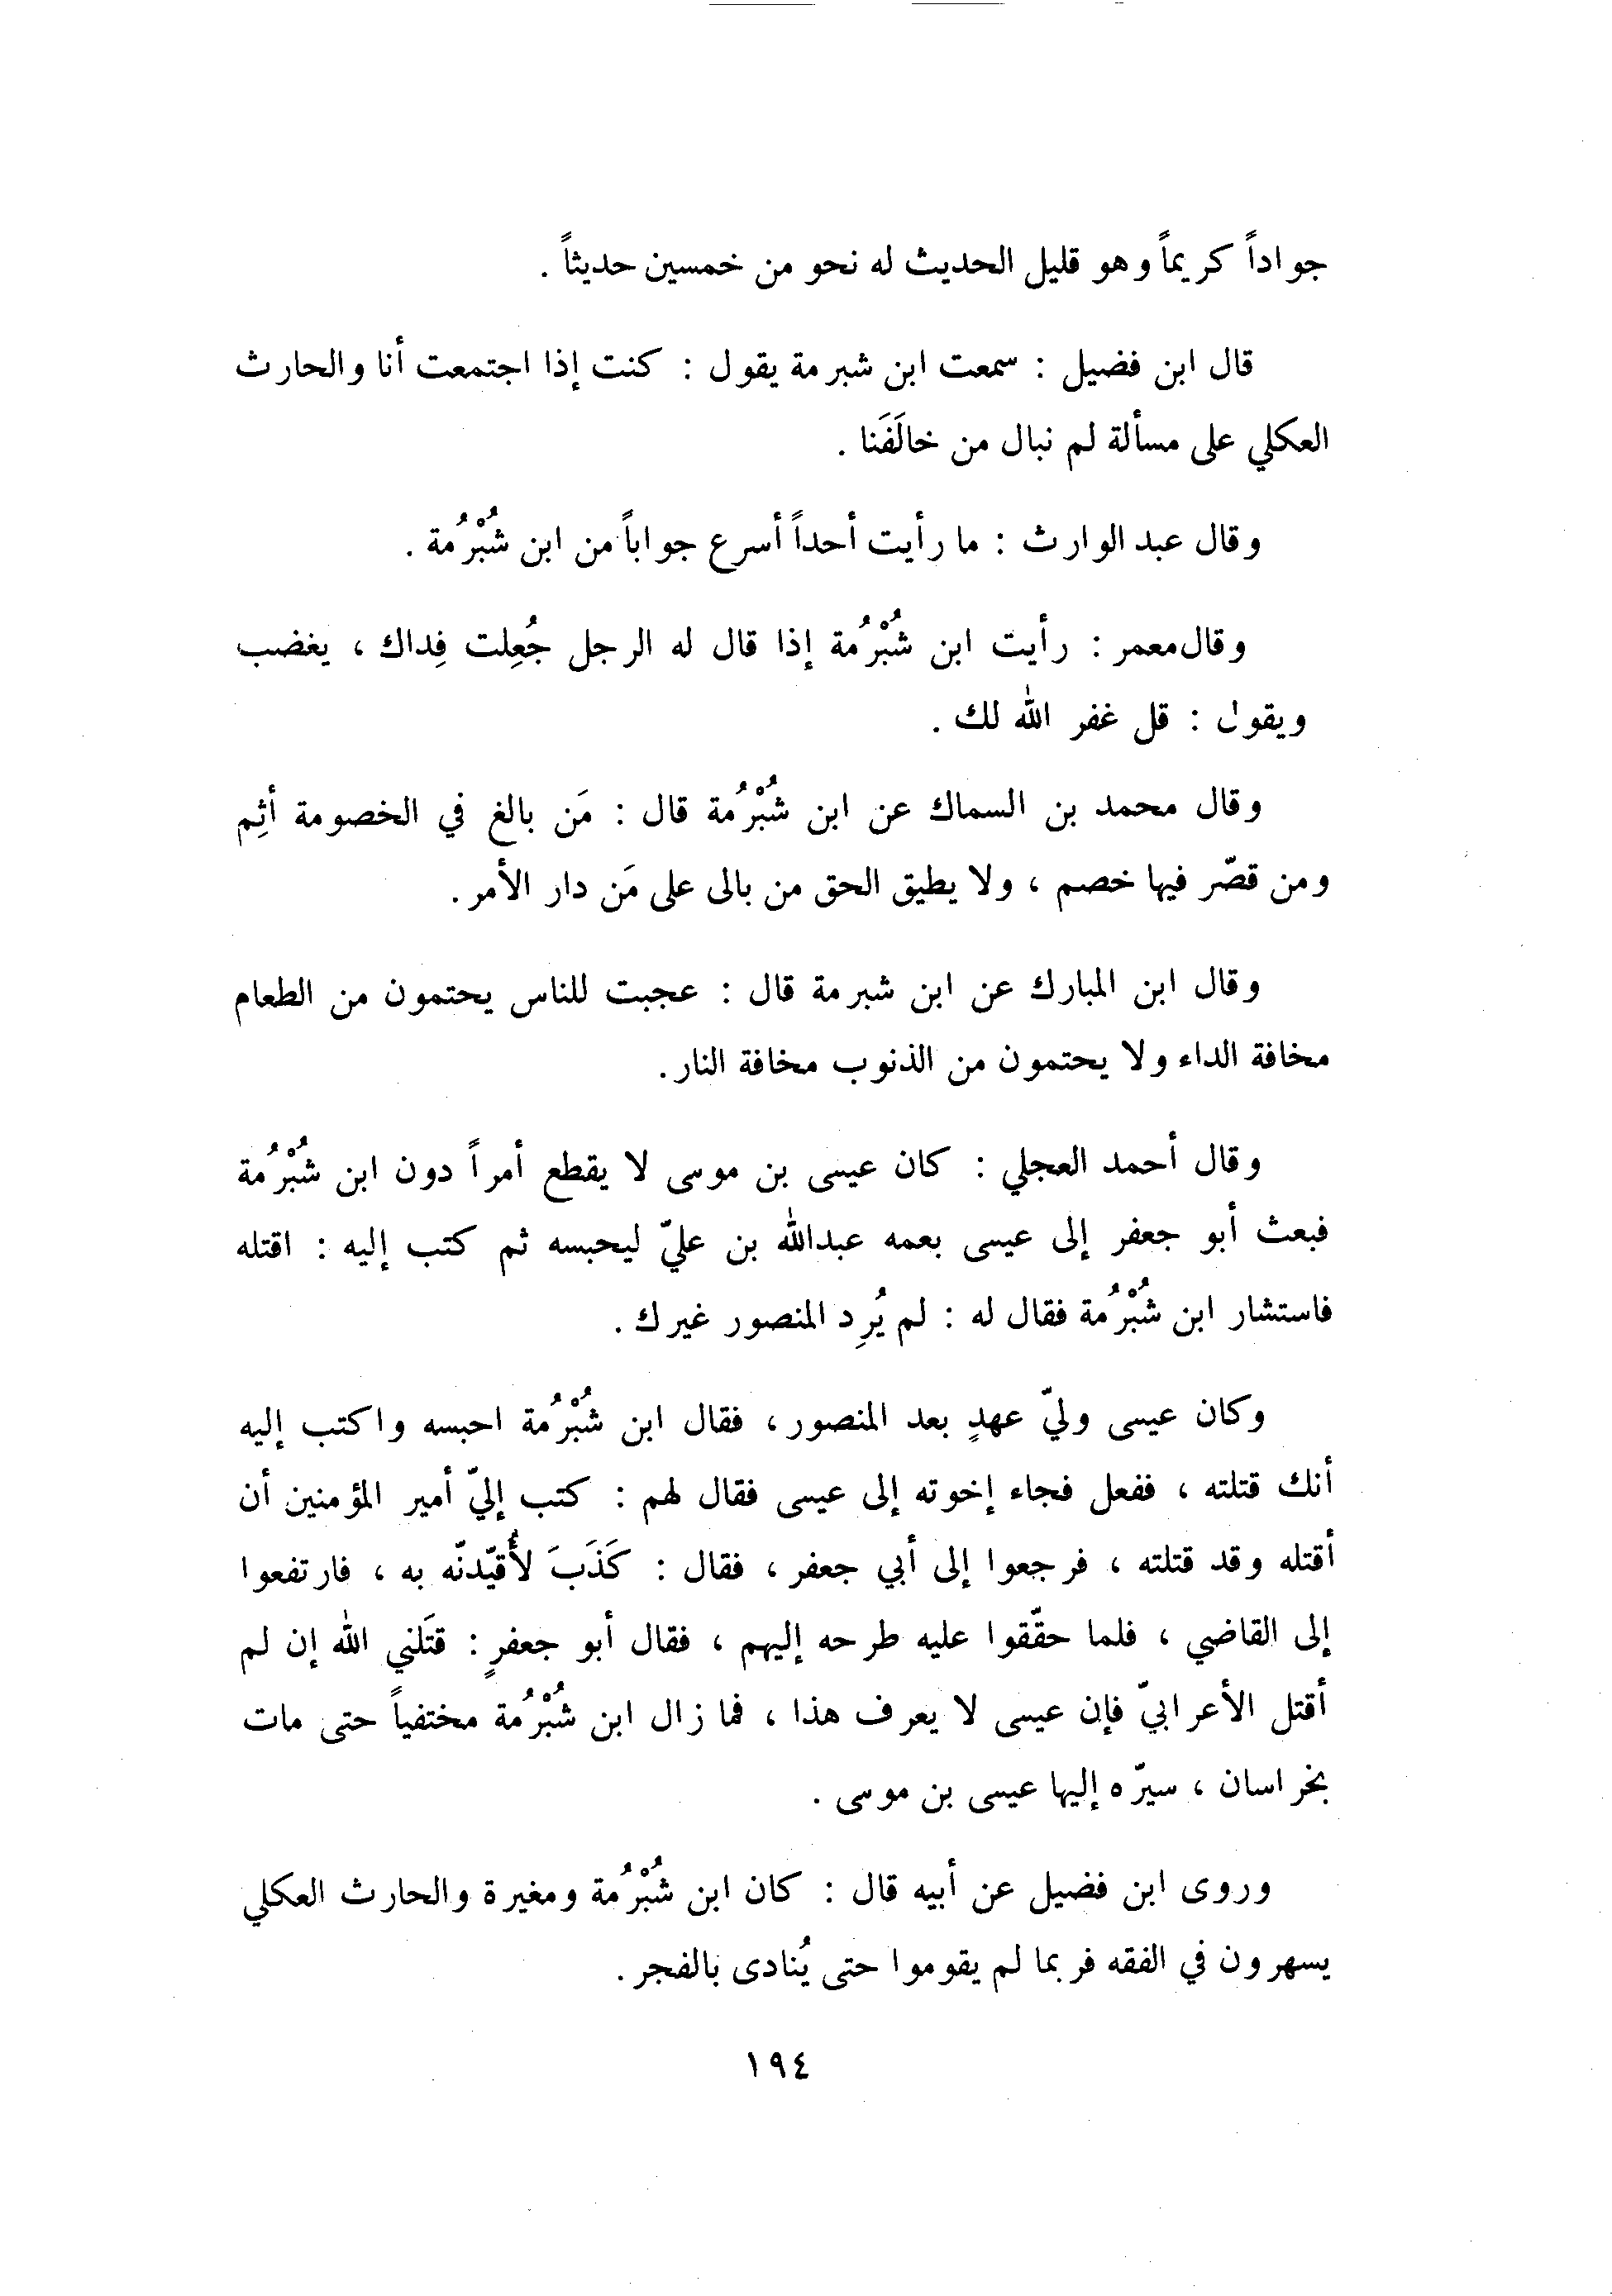 جواداً كريماً وهو قليل الحديث له نحو من خمسين حديثاً .
قال ابن فضيل : سمعت ابن شبرمة يقول : كنت إذا اجتمعت أنا والحارث
العكلي على مسألة لم نبال من خالَفَنا .
وقال عبد الوارث : ما رأيت أحداً أسرع جواباً من ابن شُبْرُمة .
وقال معمر : رأيت ابن شُبْرُمة إذا قال له الرجل جُعِلت فِداك ، يغضب
ويقول : قل غفر الله لك .
وقال محمد بن السماك عن ابن شُبْرُمة قال : مَن بالغ في الخصومة أثِم
ومن قصّر فيها خصم ، ولا يطيق الحق من بالى على مَن دار الأمر .
وقال ابن المبارك عن ابن شبرمة قال : عجبت للناس يحتمون من الطعام
مخافة الداء ولا يحتمون من الذنوب مخافة النار .
وقال أحمد العجلي : كان عيسى بن موسى لا يقطع أمراً دون ابن شُبْرُمة
فبعث أبو جعفر إلى عيسى بعمه عبدالله بن عليّ ليحبسه ثم كتب إليه : اقتله
فاستشار ابن شُبْرُمة فقال له : لم يُرِد المنصور غيرك .
وكان عيسى وليّ عهدٍ بعد المنصور ، فقال ابن شُبْرُمة احبسه واكتب إليه
أنك قتلته ، ففعل فجاء إخوته إلى عيسى فقال لهم : كتب إليّ أمير المؤمنين أن
أقتله وقد قتلته ، فرجعوا إلى أبي جعفر ، فقال : كَذَبَ لأُقيّدنّه به ، فارتفعوا
إلى القاضي ، فلما حقّقوا عليه طرحه إليهم ، فقال أبو جعفرٍ : قتَلني الله إن لم
أقتل الأعرابيّ فإن عيسى لا يعرف هذا ، فما زال ابن شُبْرُمة مختفياً حتى مات
بخراسان ، سيرّه إليها عيسى بن موسى .
وروى ابن فضيل عن أبيه قال : كان ابن شُبْرُمة ومغيرة والحارث العكلي
يسهرون في الفقه فربما لم يقوموا حتى يُنادى بالفجر .
١٩٤